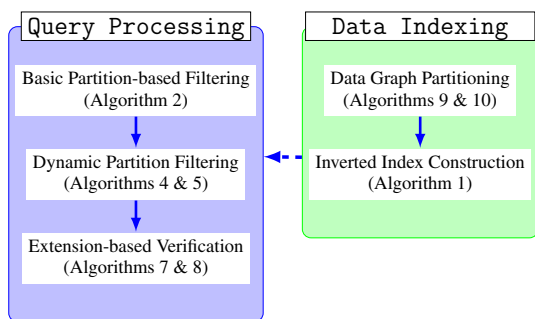 Query Processing
Basic Partition-based Filtering
(Algorithm 2)
Dynamic Partition Filtering
(Algorithms 4 & 5)
Extension-based Verification
(Algorithms 7 & 8)
Data Indexing
Data Graph Partitioning
(Algorithms 9 & 10)
Inverted Index Construction
(Algorithm 1)